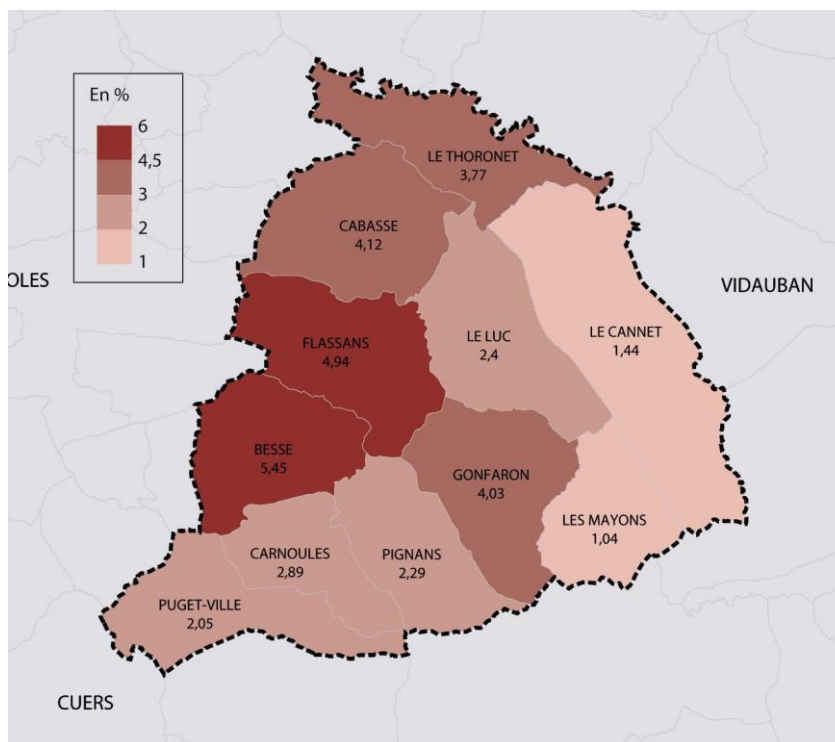 En %
6
4,5
3
2
1
LE THORONET
3,77
CABASSE
4,12
OLES
VIDAUBAN
LE LUC
2,4
LE CANNET
1,44
FLASSANS
4,94
BESSE
5,45
GONFARON
4,03
LES MAYONS
1,04
CARNOULES
2,89
PIGNANS
2,29
PUGET-VILLE
2,05
CUERS